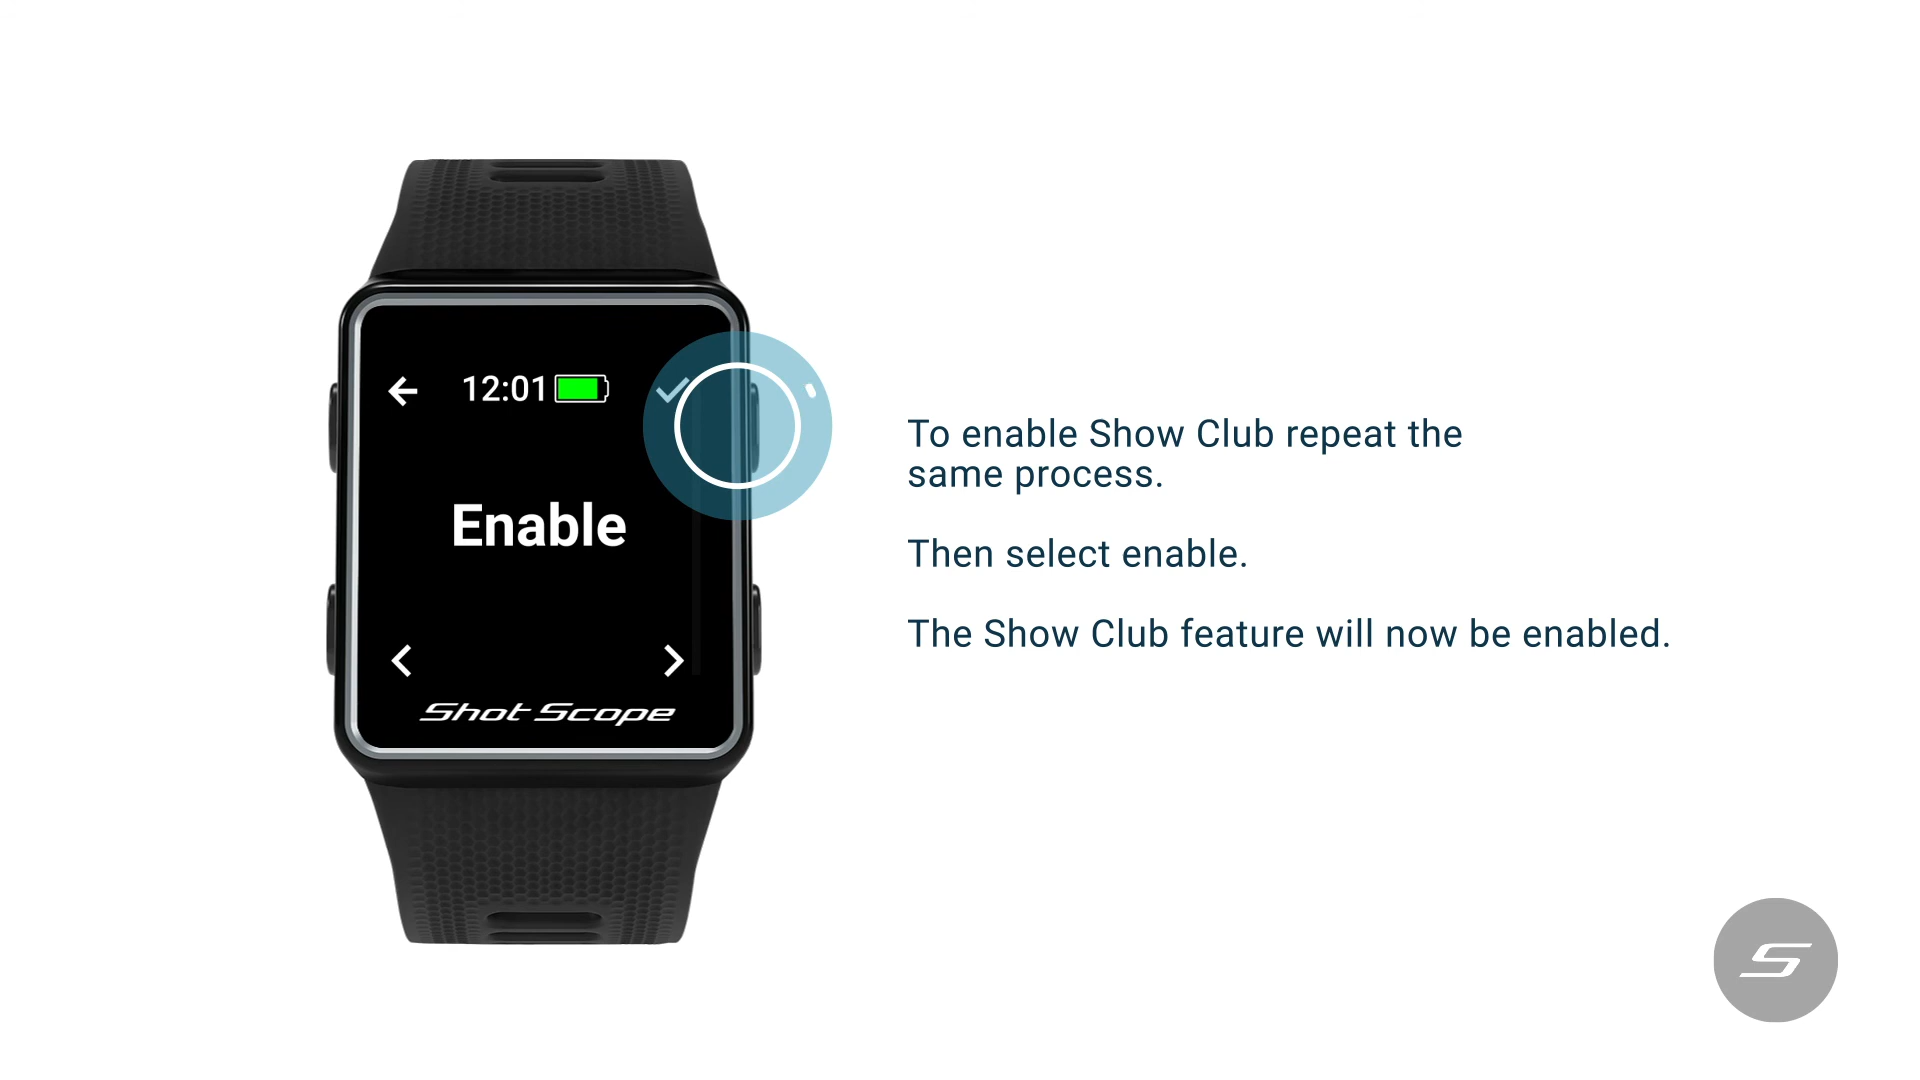 12:01
Enable
Shot Scope
To enable Show Club repeat the
same process.
Then select enable.
The Show Club feature will now be enabled.